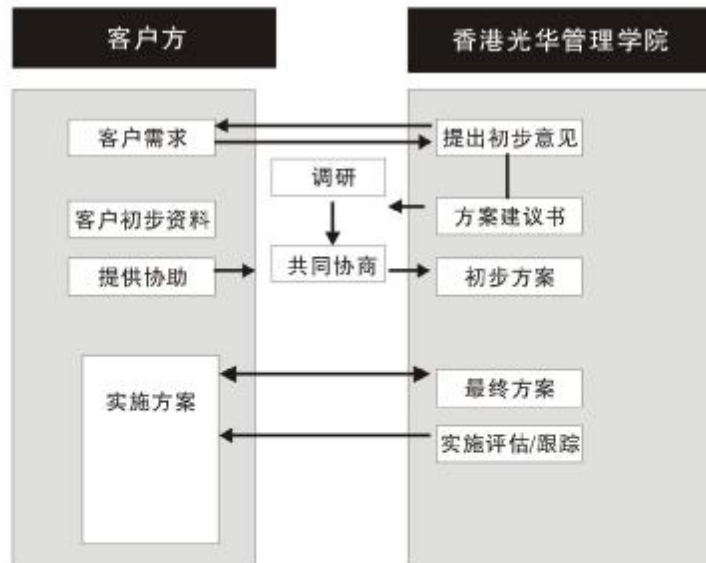 客户方
香港光华管理学院
客户需求
提出初步意见
调研
客户初步资料
方案建议书
提供协助
共同协商
初步方案
实施方案
最终方案
实施评估/跟踪